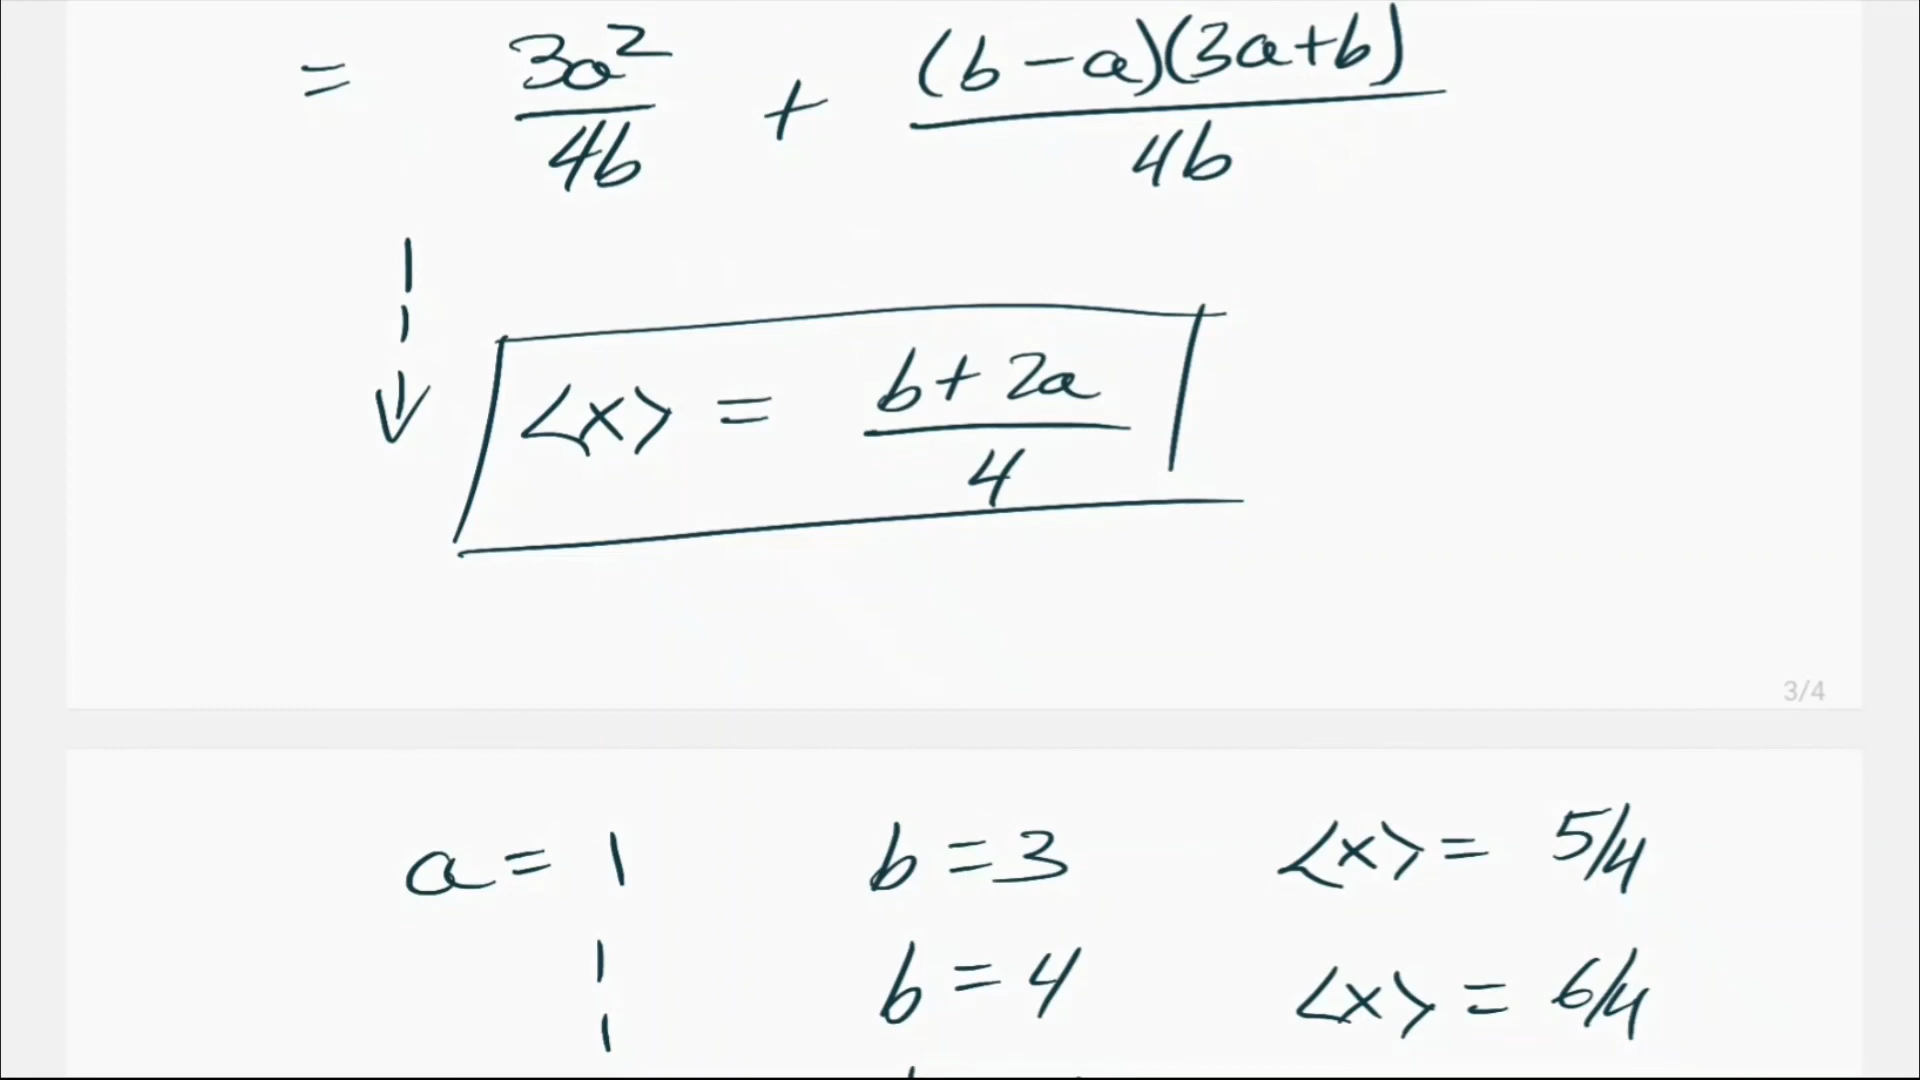 = 3a²/4b + (b-a)(3a+b)/4b
<x> = b+2a/4
3/4
a = 1 b = 3 <x> = 5/4
b = 4 <x> = 6/4